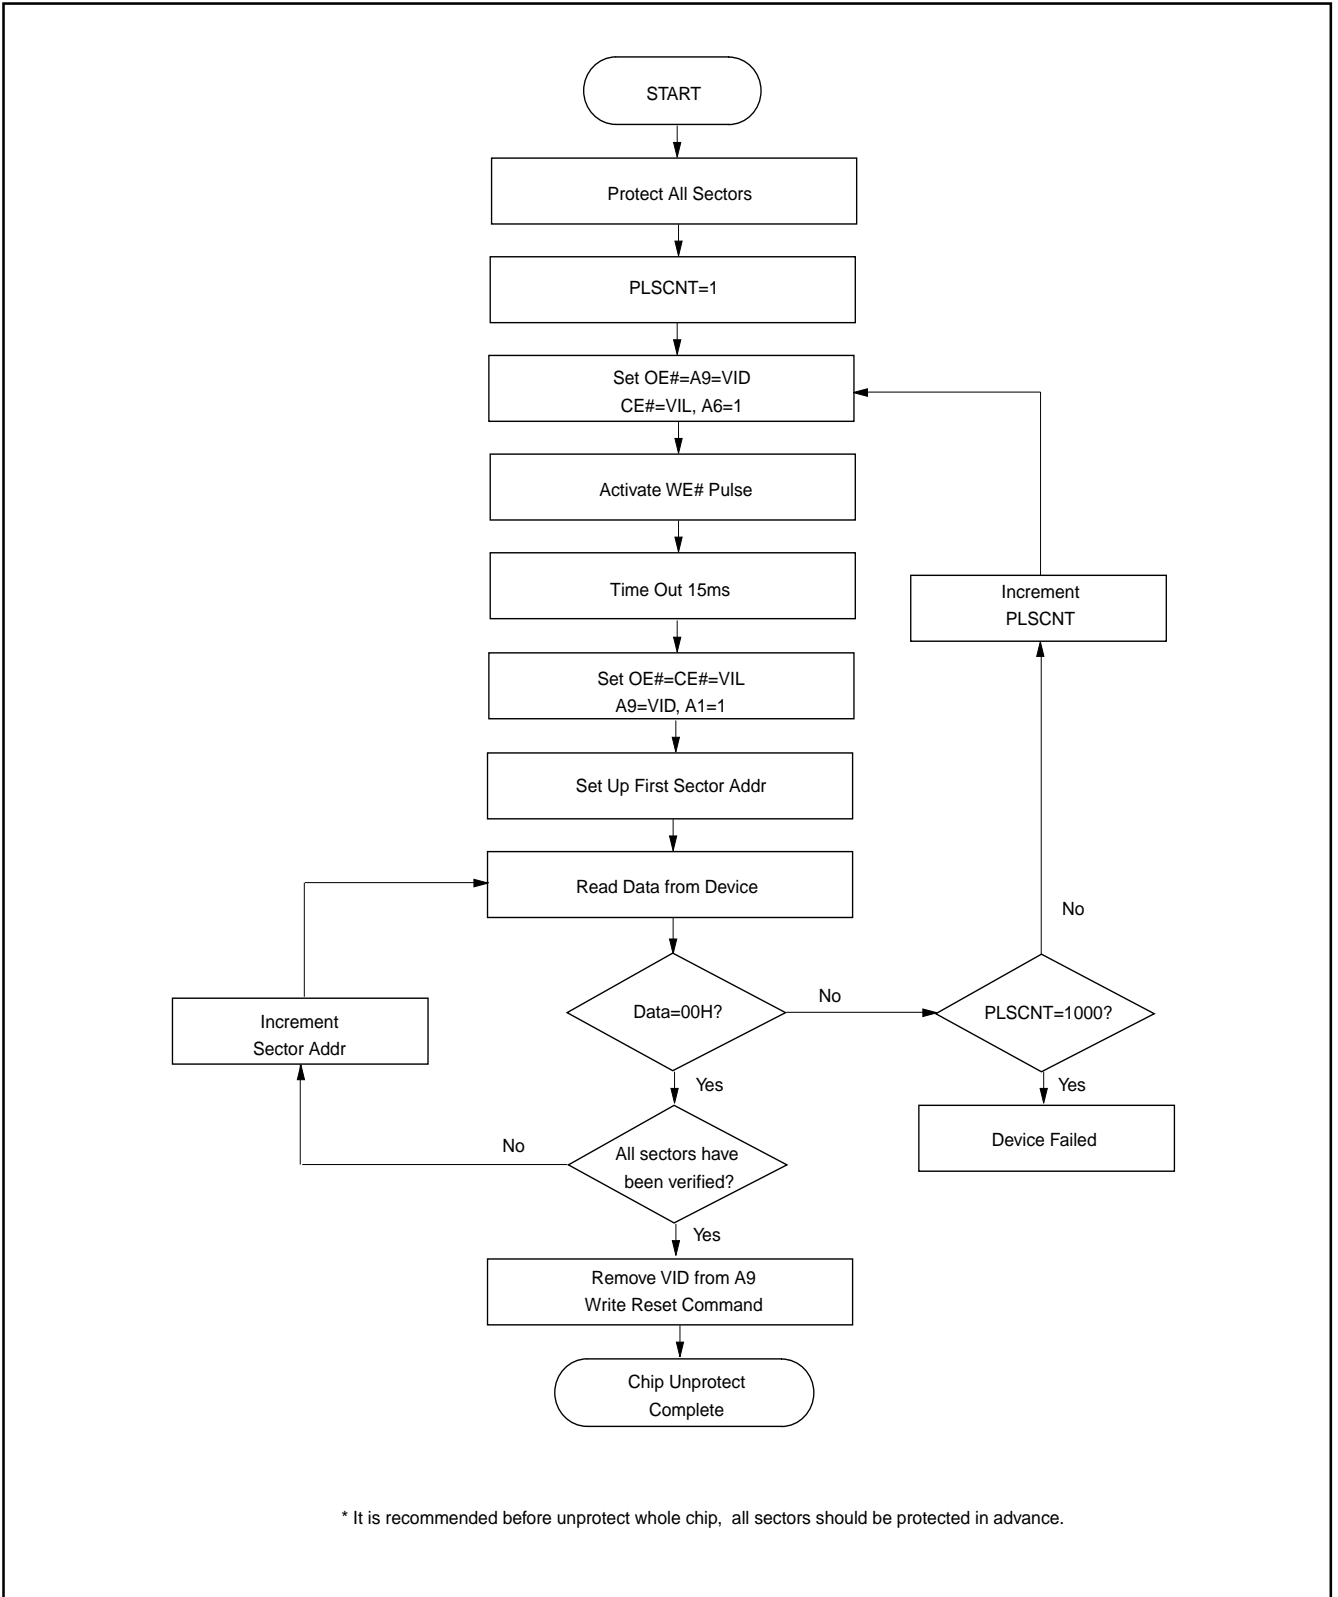 START
Protect All Sectors
PLSCNT=1
Set OE#=A9=VID
CE#=VIL, A6=1
Activate WE# Pulse
Time Out 15ms
Increment
PLSCNT
Set OE#=CE#=VIL
A9=VID, A1=1
Set Up First Sector Addr
Read Data from Device
No
Data=00H?
No
PLSCNT=1000?
Increment
Sector Addr
Yes
Yes
Device Failed
No
All sectors have
been verified?
Yes
Remove VID from A9
Write Reset Command
Chip Unprotect
Complete
* It is recommended before unprotect whole chip, all sectors should be protected in advance.